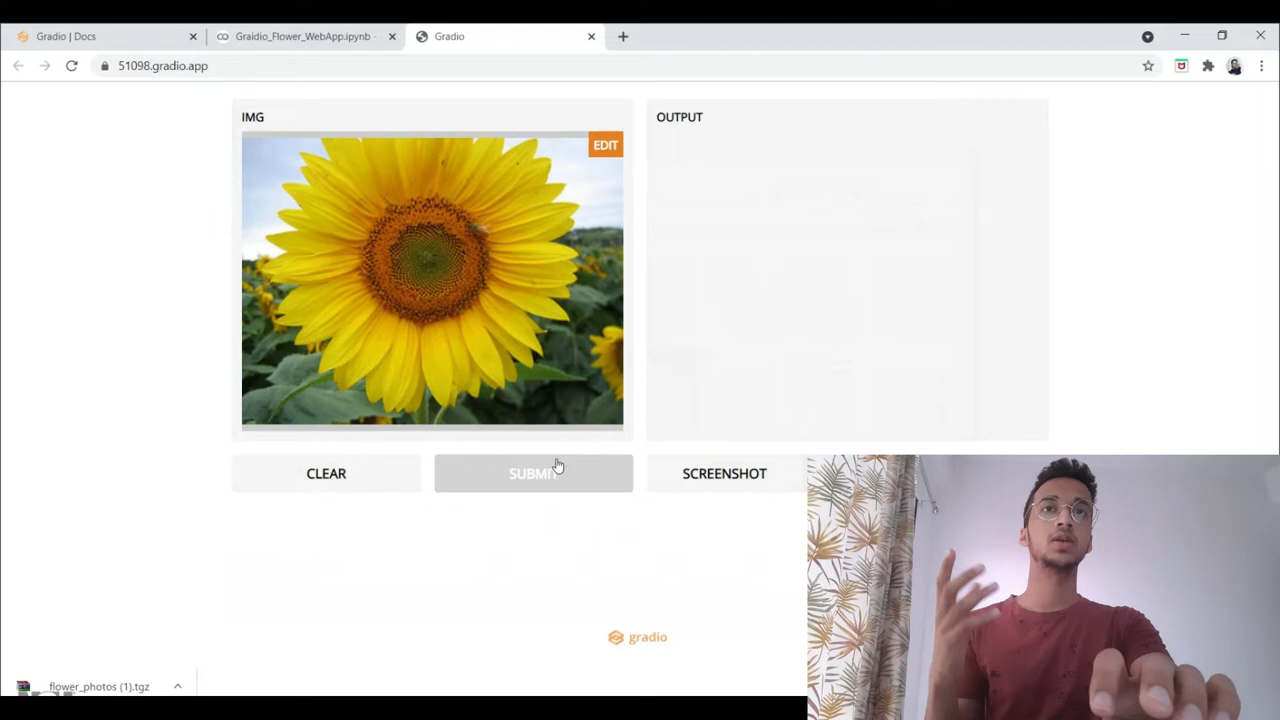 Gradio | Docs
Graidio_Flower_WebApp.ipynb -
Gradio
51098.gradio.app
IMG
OUTPUT
EDIT
CLEAR
SUBMIT
SCREENSHOT
gradio
flower_photos (1).tgz